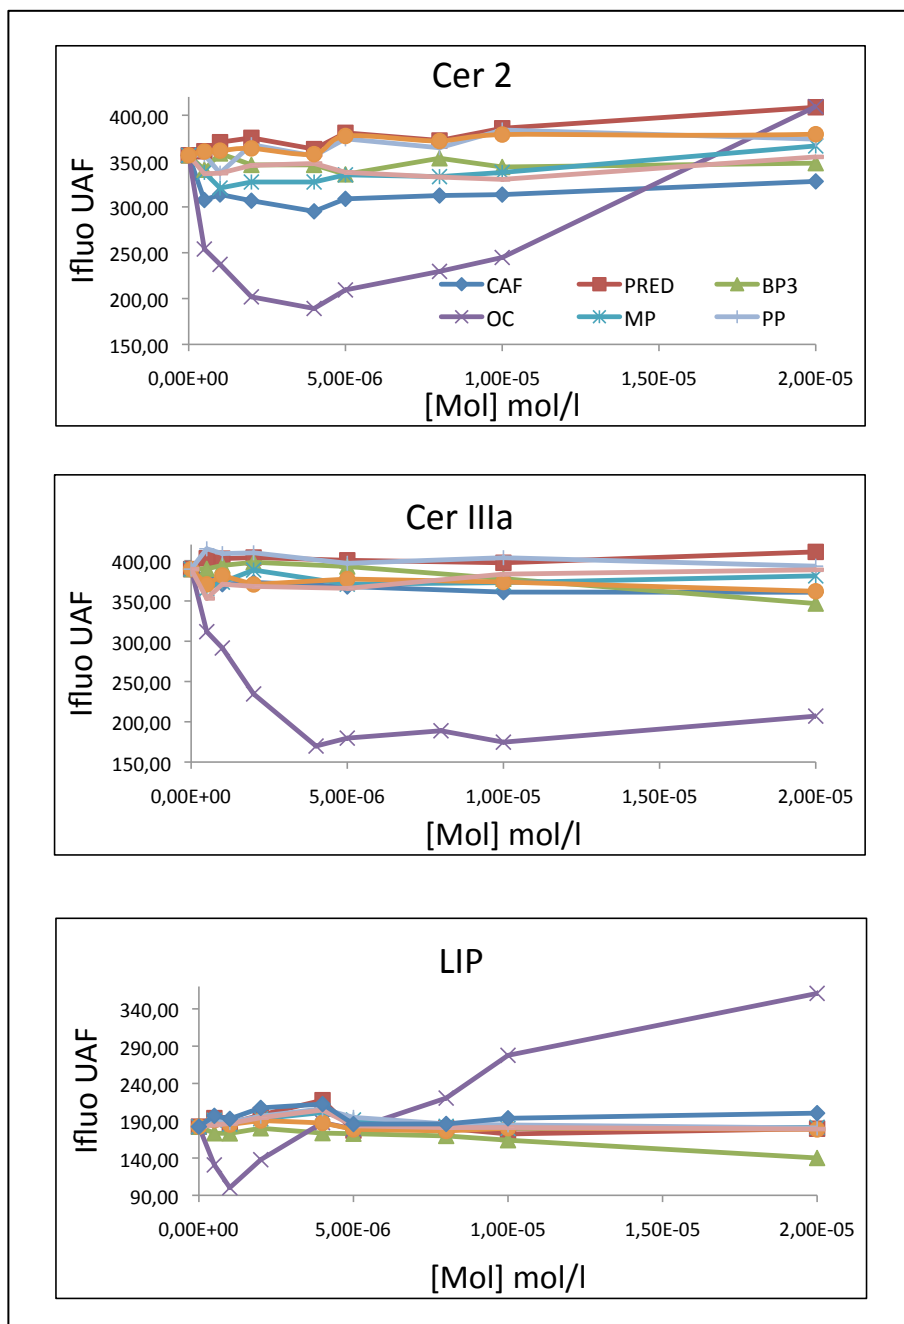 Cer 2
400,00
350,00
300,00
250,00
200,00
150,00
Ifluo UAF
CAF PRED BP3
OC MP PP
0,00E+00 5,00E-06 1,00E-05 1,50E-05 2,00E-05
[Mol] mol/l
Cer IIIa
400,00
350,00
300,00
250,00
200,00
150,00
Ifluo UAF
0,00E+00 5,00E-06 1,00E-05 1,50E-05 2,00E-05
[Mol] mol/l
LIP
340,00
290,00
240,00
190,00
140,00
90,00
Ifluo UAF
0,00E+00 5,00E-06 1,00E-05 1,50E-05 2,00E-05
[Mol] mol/l